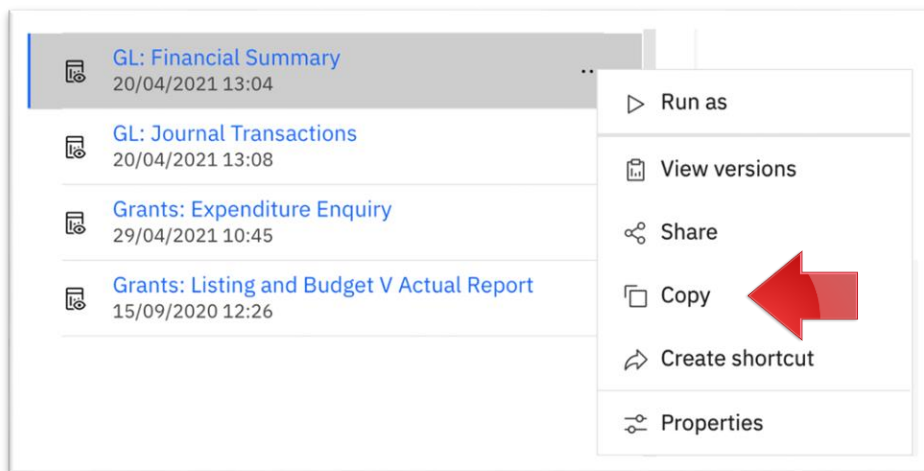 GL: Financial Summary
20/04/2021 13:04
GL: Journal Transactions
20/04/2021 13:08
Grants: Expenditure Enquiry
29/04/2021 10:45
Grants: Listing and Budget V Actual Report
15/09/2020 12:26
Run as
View versions
Share
Copy
Create shortcut
Properties